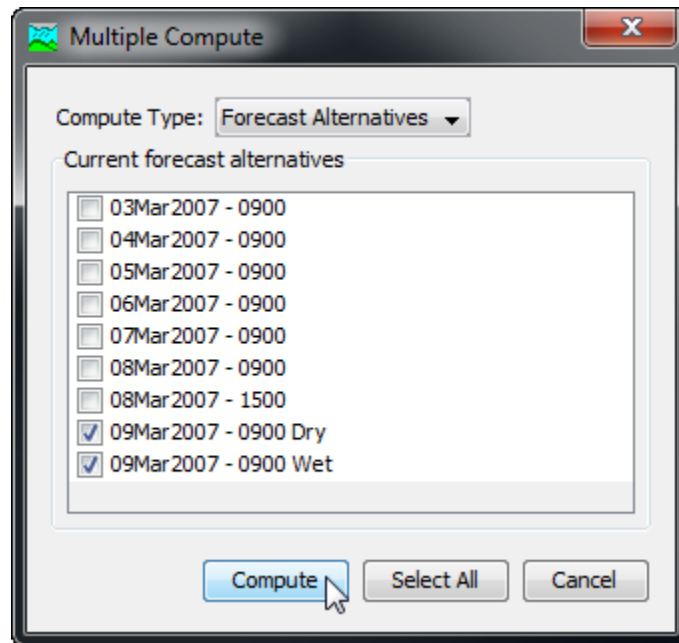 Multiple Compute
Compute Type: Forecast Alternatives
Current forecast alternatives
03Mar2007 - 0900
04Mar2007 - 0900
05Mar2007 - 0900
06Mar2007 - 0900
07Mar2007 - 0900
08Mar2007 - 0900
08Mar2007 - 1500
09Mar2007 - 0900 Dry
09Mar2007 - 0900 Wet
Compute Select All Cancel